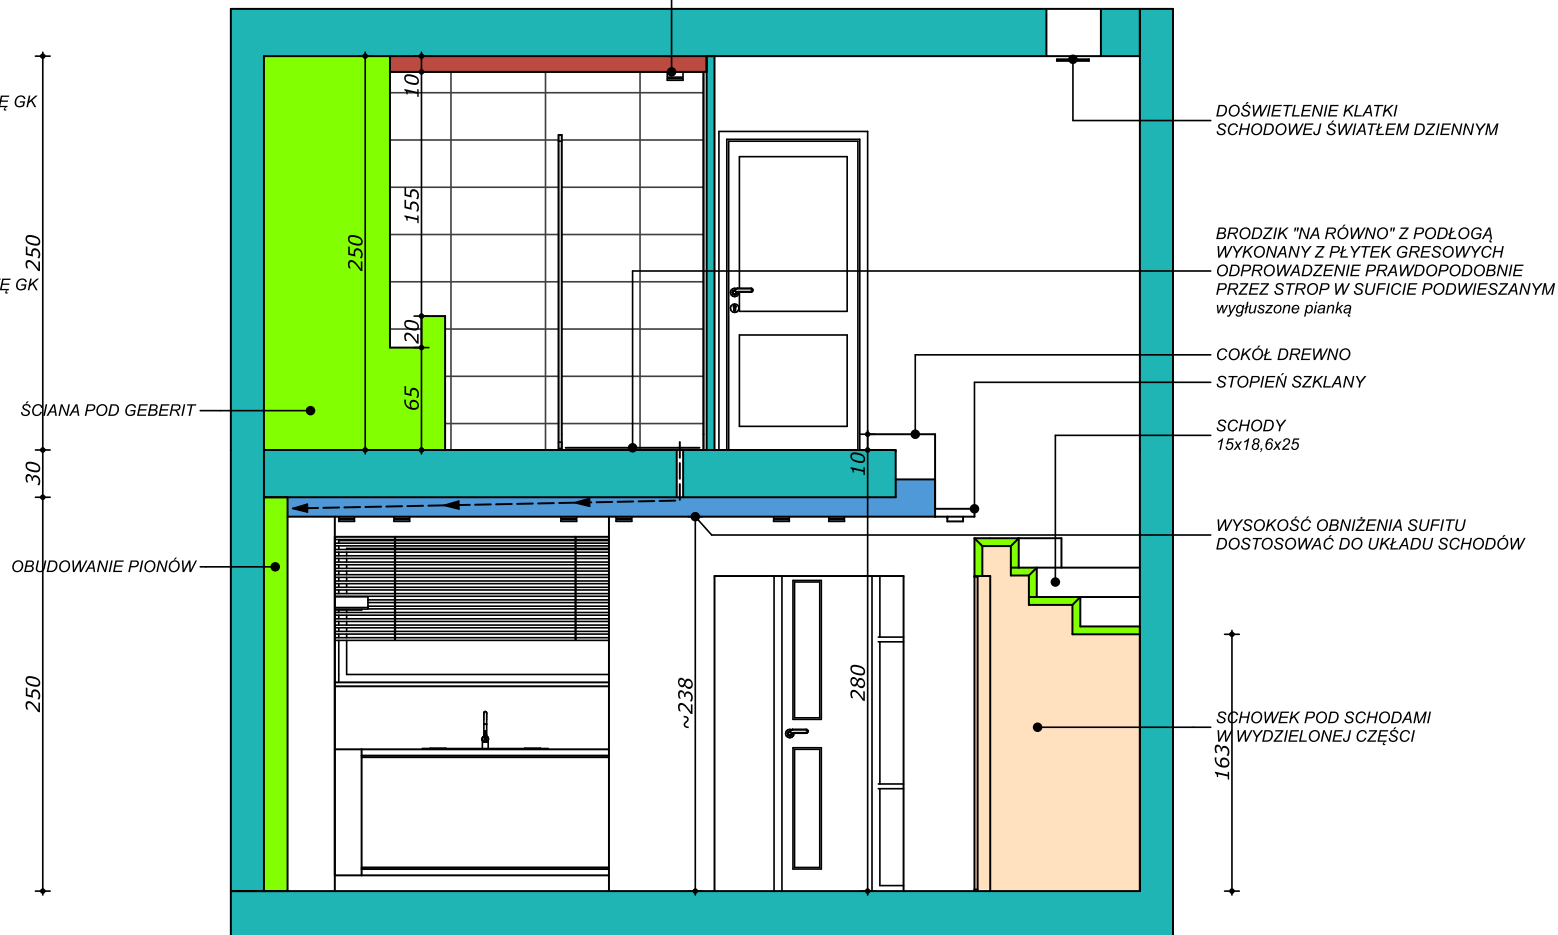 Ę GK
Ę GK
250
30
250
ŚCIANA POD GEBERIT
OBUDOWANIE PIONÓW
250
10
155
20
65
10
280
~238
163
DOŚWIETLENIE KLATKI
SCHODOWEJ ŚWIATŁEM DZIENNYM
BRODZIK "NA RÓWNO" Z PODŁOGĄ
WYKONANY Z PŁYTEK GRESOWYCH
ODPROWADZENIE PRAWDOPODOBNIE
PRZEZ STROP W SUFICIE PODWIESZANYM
wygłuszone pianką
COKÓŁ DREWNO
STOPIEŃ SZKLANY
SCHODY
15x18,6x25
WYSOKOŚĆ OBNIŻENIA SUFITU
DOSTOSOWAĆ DO UKŁADU SCHODÓW
SCHOWEK POD SCHODAMI
W WYDZIELONEJ CZĘŚCI